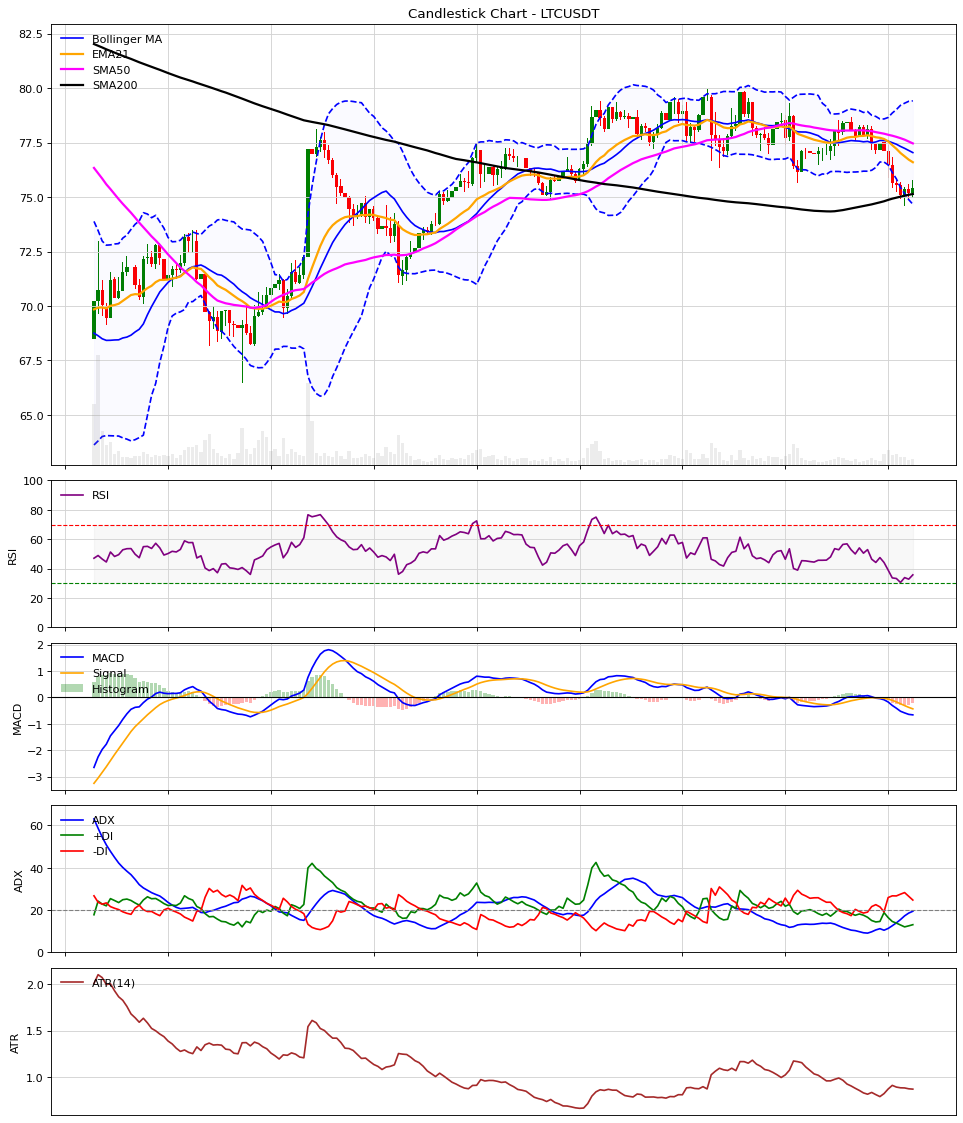 Candlestick Chart - LTCUSDT
82.5
80.0
77.5
75.0
72.5
70.0
67.5
65.0
Bollinger MA
EMA21
SMA50
SMA200
100
80
60
40
20
0
RSI
RSI
2
1
0
−1
−2
−3
MACD
MACD
Signal
Histogram
60
40
20
0
ADX
ADX
+DI
-DI
2.0
1.5
1.0
ATR
ATR(14)